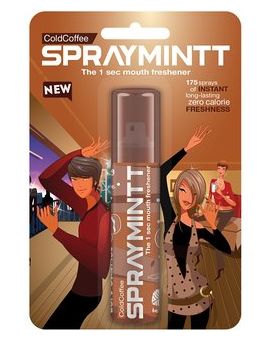 ColdCoffee
SPRAYMINTT
The 1 sec mouth freshener
NEW
175 sprays
of INSTANT
long-lasting
zero calorie
FRESHNESS
ColdCoffee
SPRAYMINTT
The 1 sec mouth freshener